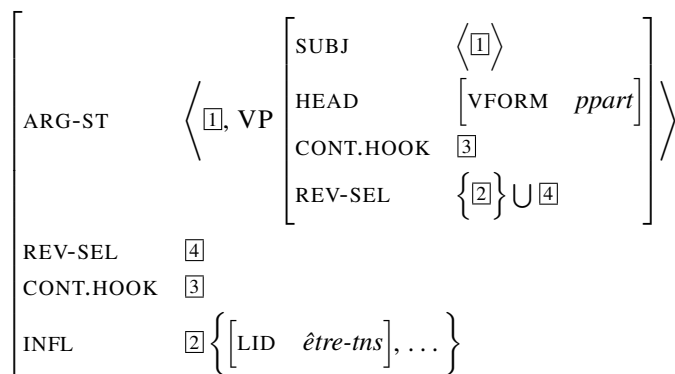 SUBJ ⟨[1]⟩
ARG-ST ⟨[1], VP HEAD [VFORM ppart]⟩
CONT.HOOK [3]
REV-SEL {[2]} ∪ [4]
REV-SEL [4]
CONT.HOOK [3]
INFL [2]{[LID être-tns], ...}